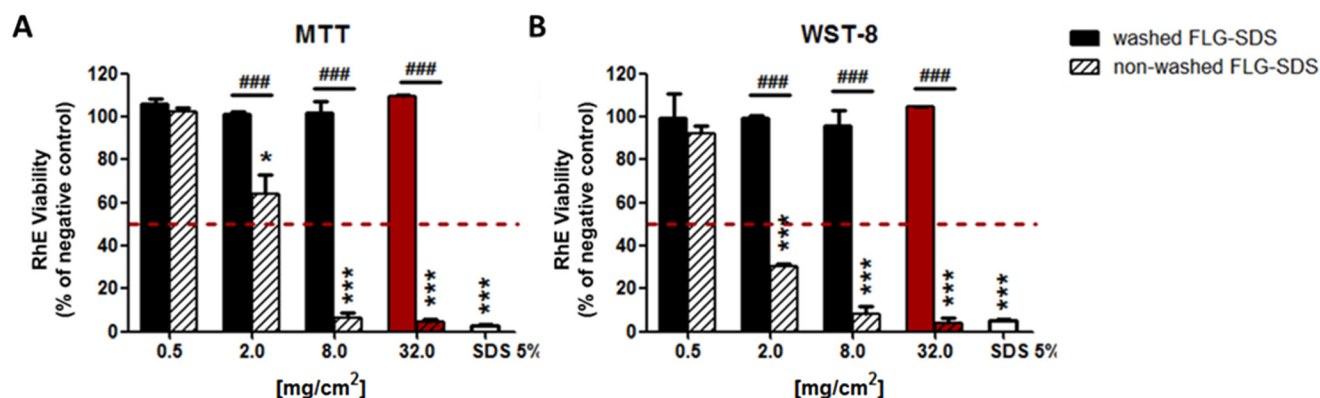 A
MTT
RhE Viability
(% of negative control)
120
100
80
60
40
20
0
###
###
###
*
***
***
***
0.5 2.0 8.0 32.0 SDS 5%
[mg/cm²]
B
WST-8
RhE Viability
(% of negative control)
120
100
80
60
40
20
0
###
###
###
***
***
***
***
0.5 2.0 8.0 32.0 SDS 5%
[mg/cm²]
washed FLG-SDS
non-washed FLG-SDS